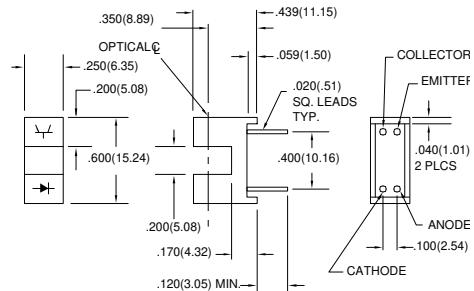 .350(8.89)
.439(11.15)
OPTICAL
.059(1.50)
COLLECTOR
.250(6.35)
EMITTER
.020(.51)
SQ. LEADS
TYP.
.200(5.08)
.040(1.01)
2 PLCS
.600(15.24)
.400(10.16)
.200(5.08)
ANODE
.170(4.32)
.100(2.54)
CATHODE
.120(3.05) MIN.